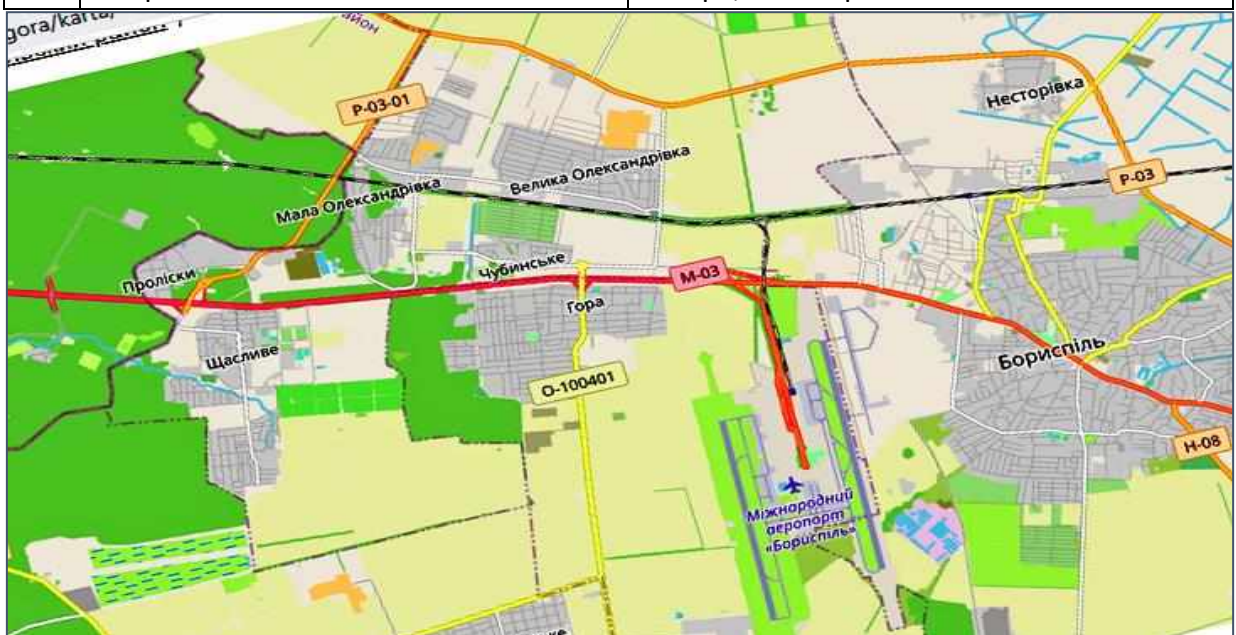 gora/karta/
район
Р-03-01
Несторівка
Велика Олександрівка
Р-03
Мала Олександрівка
Чубинське
М-03
Проліски
Гора
Щасливе
Бориспіль
О-100401
Н-08
Міжнародний
аеропорт
«Бориспіль»